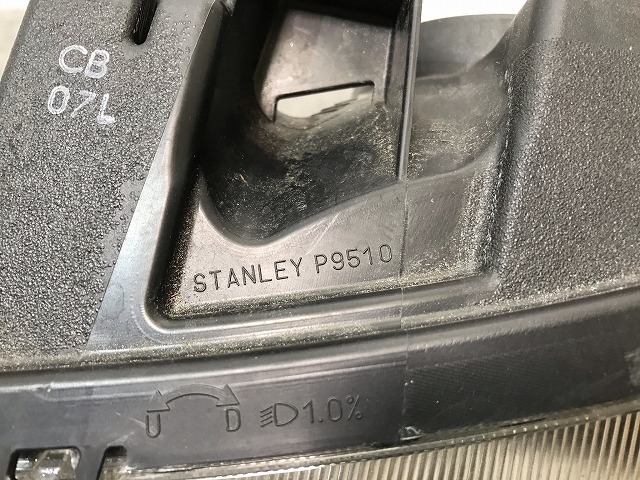 CB
07L
STANLEY P9510
U D 1.0%